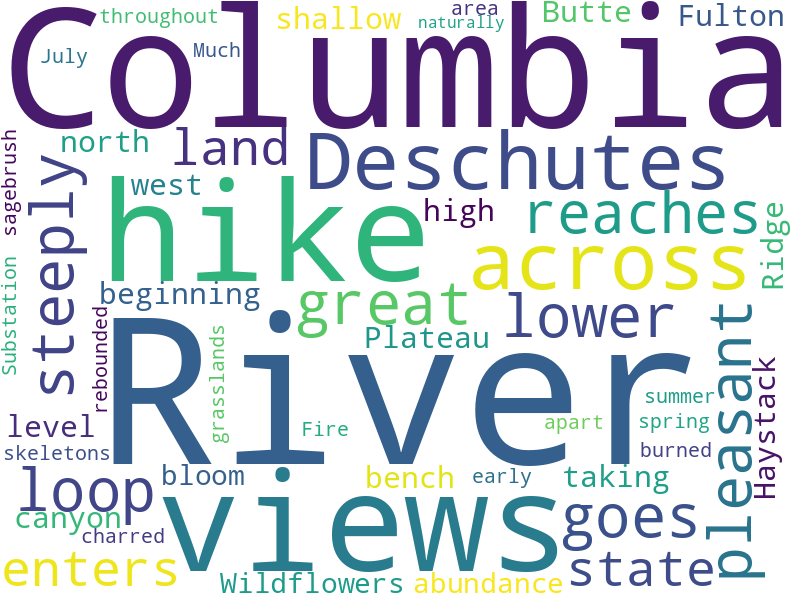 Columbia
throughout
shallow
area
naturally
Butte
Fulton
July
Much
north
land
Deschutes
sagebrush
steeply
west
hike
high
reaches
Ridge
across
Substation
beginning
great
lower
rebounded
Plateau
River
grasslands
pleasant
Haystack
level
Fire
apart
summer
spring
skeletons
burned
loop
bloom
views
bench
early
taking
canyon
charred
goes
enters
Wildflowers
abundance
state